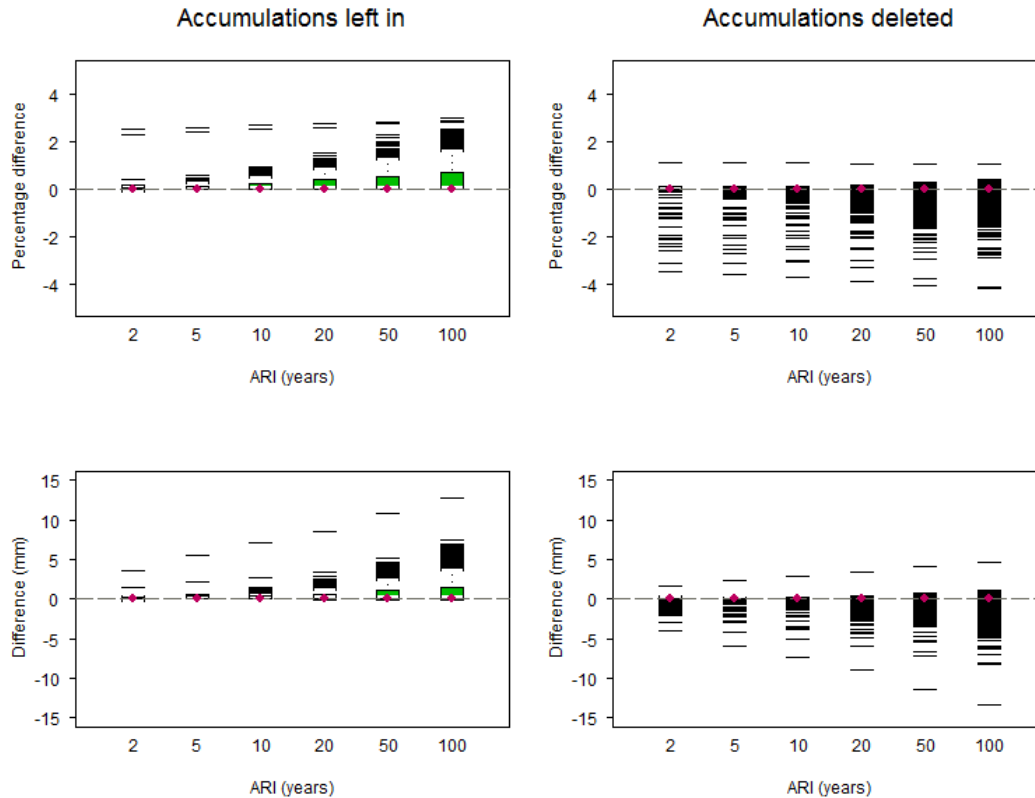 Accumulations left in
Accumulations deleted
Percentage difference
4
2
0
-2
-4
2 5 10 20 50 100
ARI (years)
Percentage difference
4
2
0
-2
-4
2 5 10 20 50 100
ARI (years)
Difference (mm)
15
10
5
0
-5
-10
-15
2 5 10 20 50 100
ARI (years)
Difference (mm)
15
10
5
0
-5
-10
-15
2 5 10 20 50 100
ARI (years)